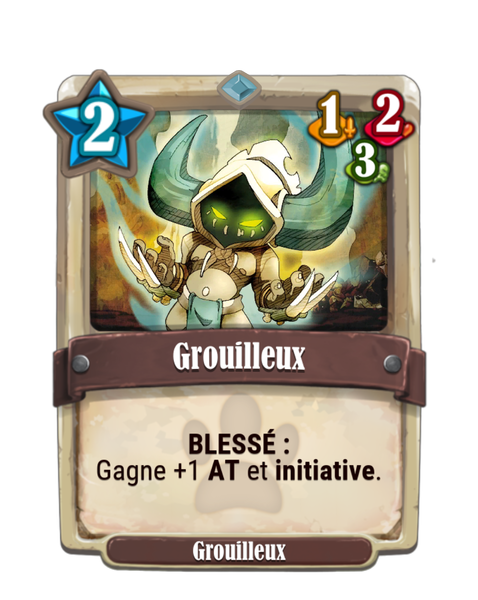 2
1 2
3
Grouilleux
BLESSÉ :
Gagne +1 AT et initiative.
Grouilleux